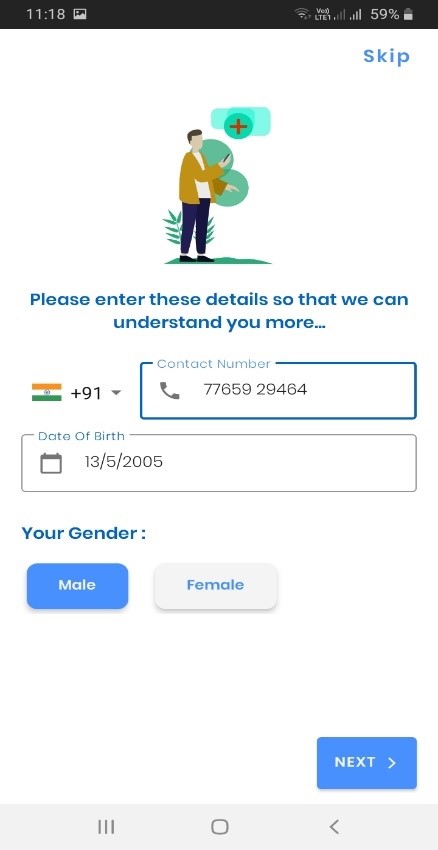 11:18 Vo) LTE1 59%
Skip
Please enter these details so that we can
understand you more...
Contact Number
+91 77659 29464
Date Of Birth
13/5/2005
Your Gender :
Male Female
NEXT